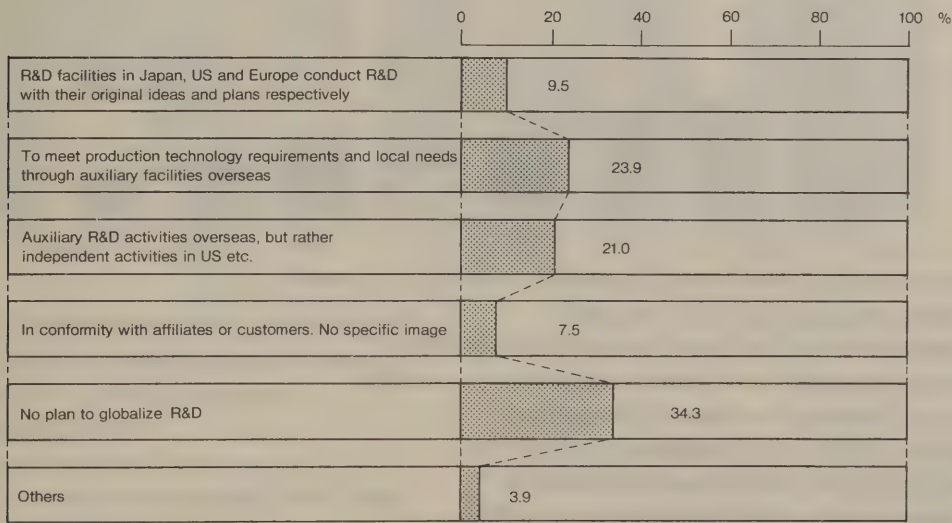 0 20 40 60 80 100 %
R&D facilities in Japan, US and Europe conduct R&D
with their original ideas and plans respectively
9.5
To meet production technology requirements and local needs
through auxiliary facilities overseas
23.9
Auxiliary R&D activities overseas, but rather
independent activities in US etc.
21.0
In conformity with affiliates or customers. No specific image
7.5
No plan to globalize R&D
34.3
Others
3.9